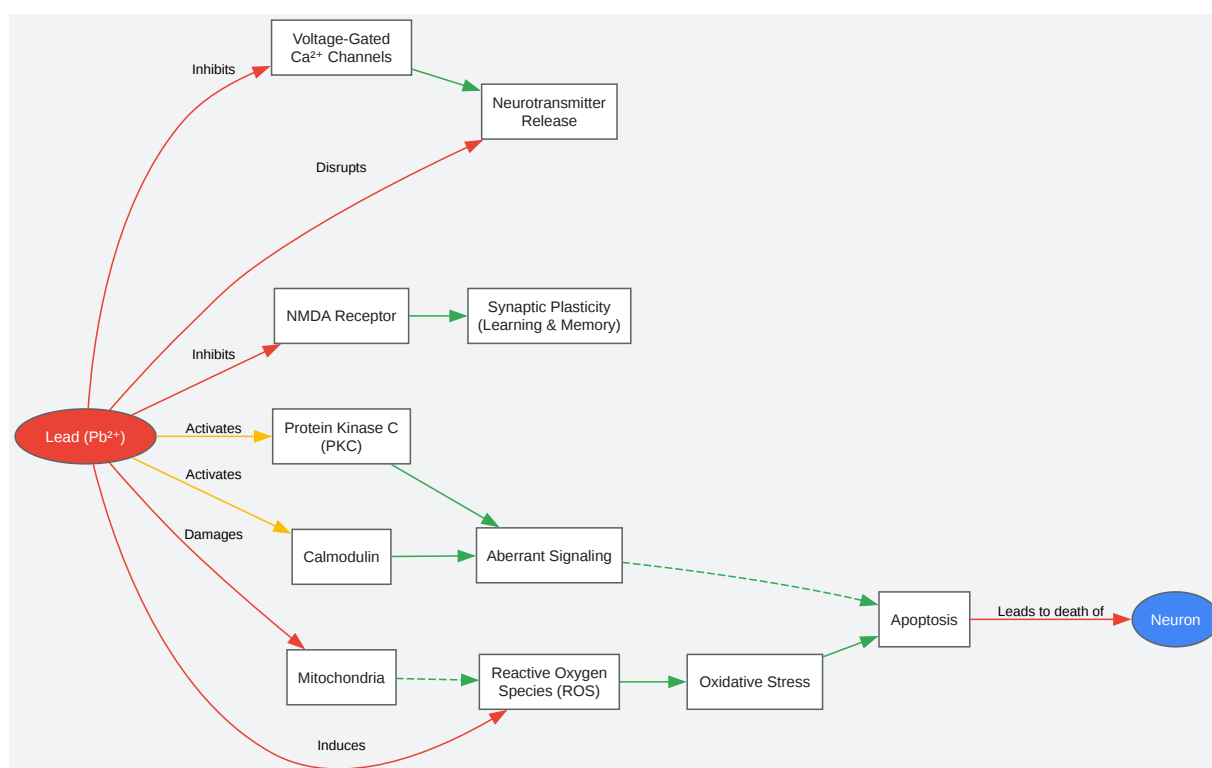 Voltage-Gated
Ca²⁺ Channels
Inhibits
Neurotransmitter
Release
Disrupts
NMDA Receptor
Synaptic Plasticity
(Learning & Memory)
Inhibits
Lead (Pb²⁺)
Activates
Protein Kinase C
(PKC)
Activates
Damages
Calmodulin
Aberrant Signaling
Apoptosis
Leads to death of
Neuron
Mitochondria
Reactive Oxygen
Species (ROS)
Oxidative Stress
Induces